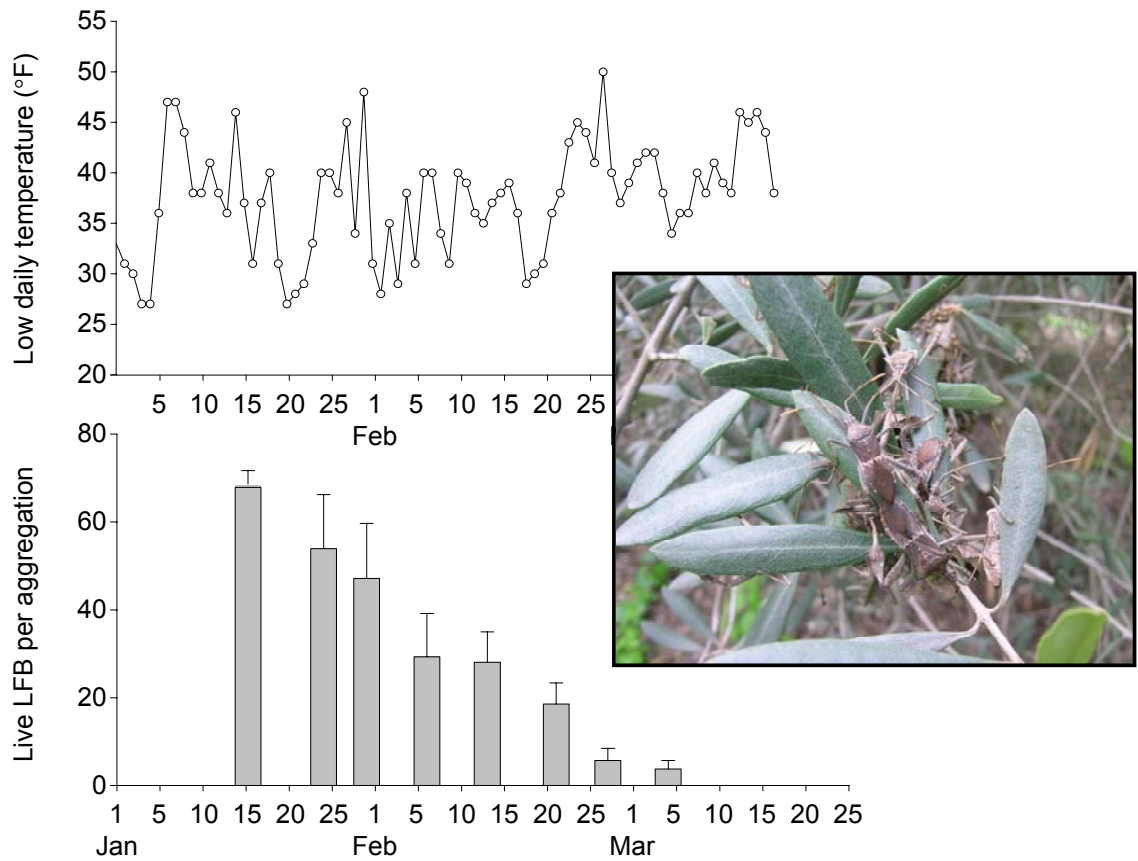 Low daily temperature (°F)
55
50
45
40
35
30
25
20
5 10 15 20 25 1 5 10 15 20 25
Feb
Live LFB per aggregation
80
60
40
20
0
1 5 10 15 20 25 1 5 10 15 20 25 1 5 10 15 20 25
Jan Feb Mar